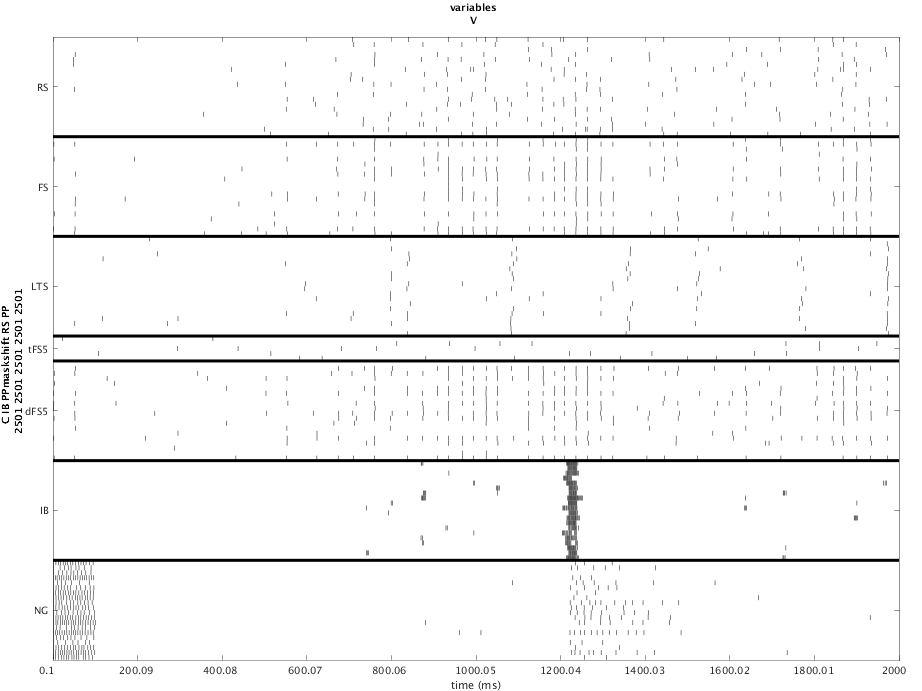 variables
V
RS
FS
LTS
tFS5
dFS5
IB
NG
C IB PPmaskshift RS PP
2501 2501 2501 2501 2501
0.1 200.09 400.08 600.07 800.06 1000.05 1200.04 1400.03 1600.02 1800.01 2000
time (ms)